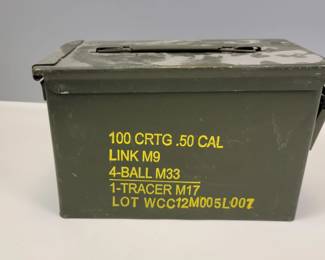 100 CRTG .50 CAL
LINK M9
4-BALL M33
1-TRACER M17
LOT WCC12M005L007